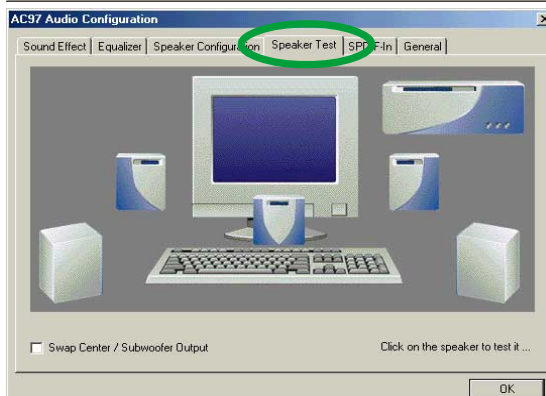 AC97 Audio Configuration
Sound Effect Equalizer Speaker Configuration Speaker Test SPDIF-In General
Swap Center / Subwoofer Output Click on the speaker to test it ...
OK